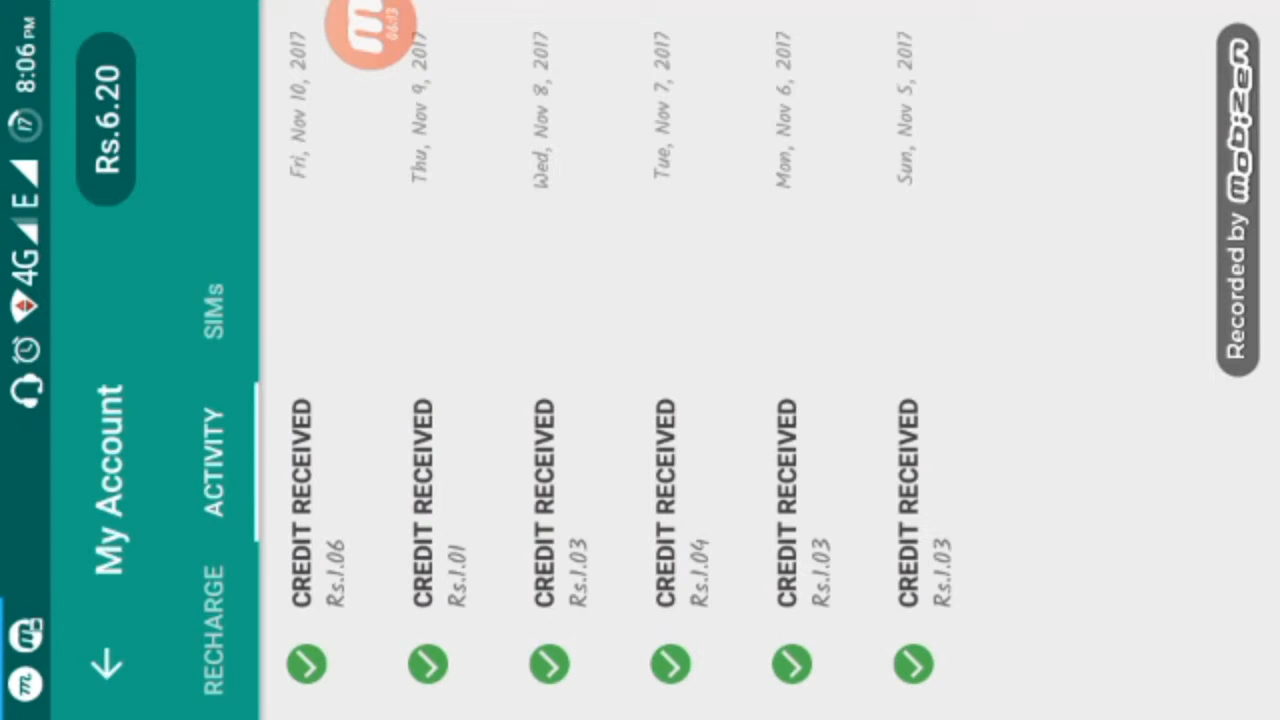 4G E 17 8:06 PM
My Account Rs.6.20
RECHARGE ACTIVITY SIMs
CREDIT RECEIVED Fri, Nov 10, 2017
Rs.1.06
06:13
CREDIT RECEIVED Thu, Nov 9, 2017
Rs.1.01
CREDIT RECEIVED Wed, Nov 8, 2017
Rs.1.03
CREDIT RECEIVED Tue, Nov 7, 2017
Rs.1.04
CREDIT RECEIVED Mon, Nov 6, 2017
Rs.1.03
CREDIT RECEIVED Sun, Nov 5, 2017
Rs.1.03
Recorded by mobizen